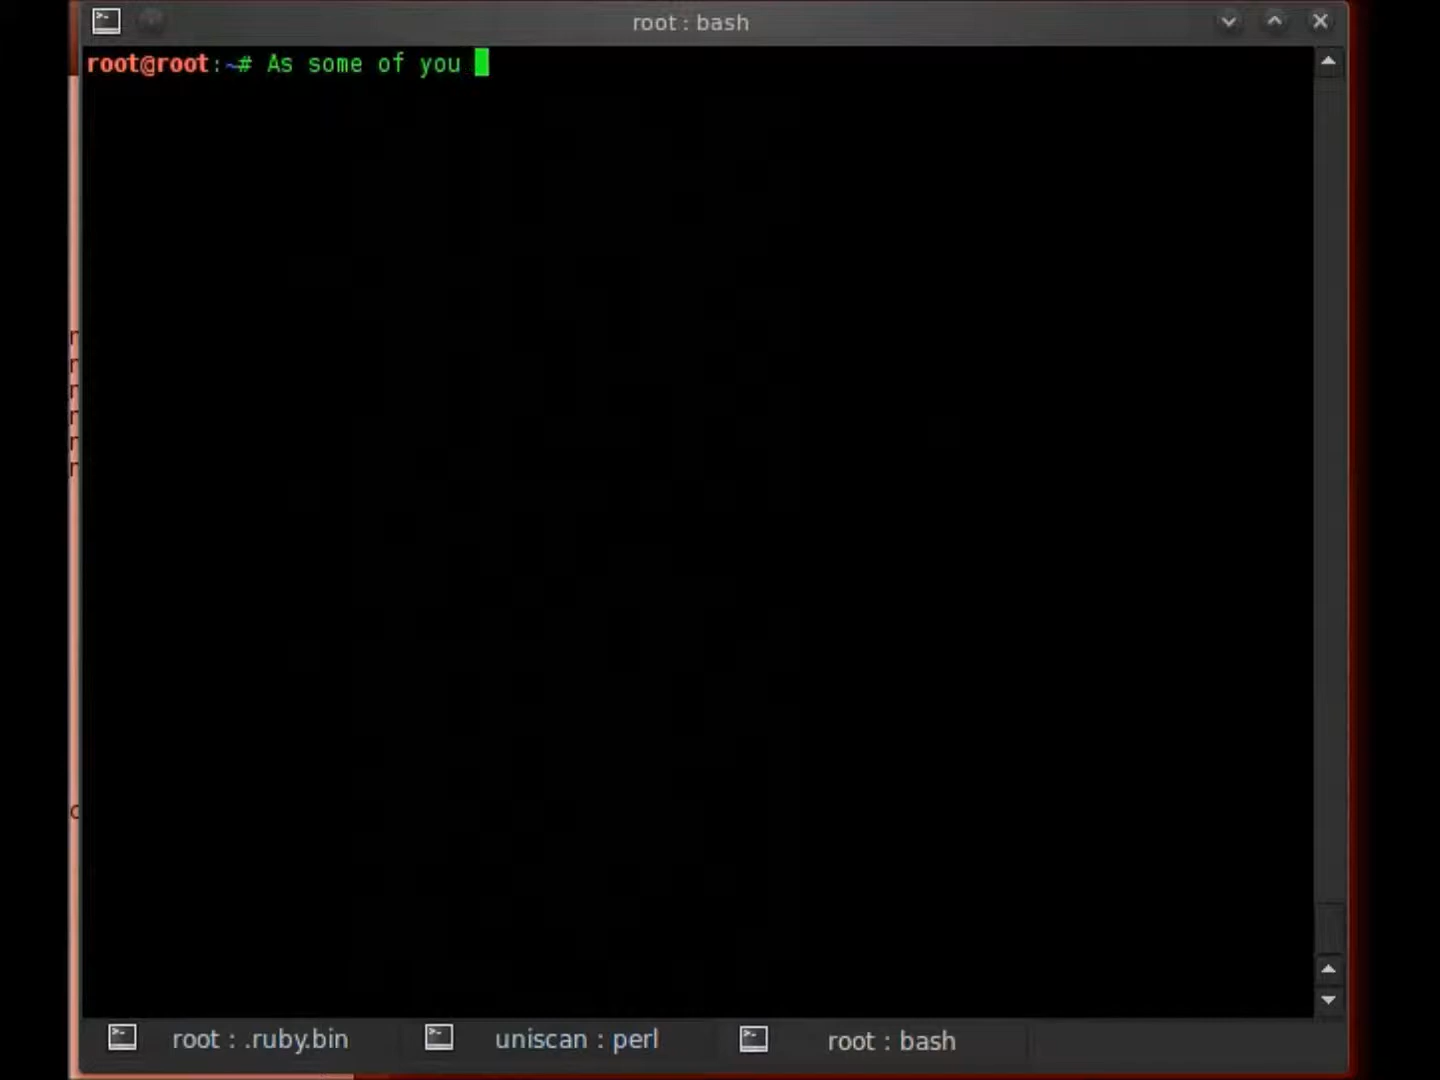 root : bash
root@root:~# As some of you
r
r
r
r
r
r
c
root : .ruby.bin
uniscan : perl
root : bash